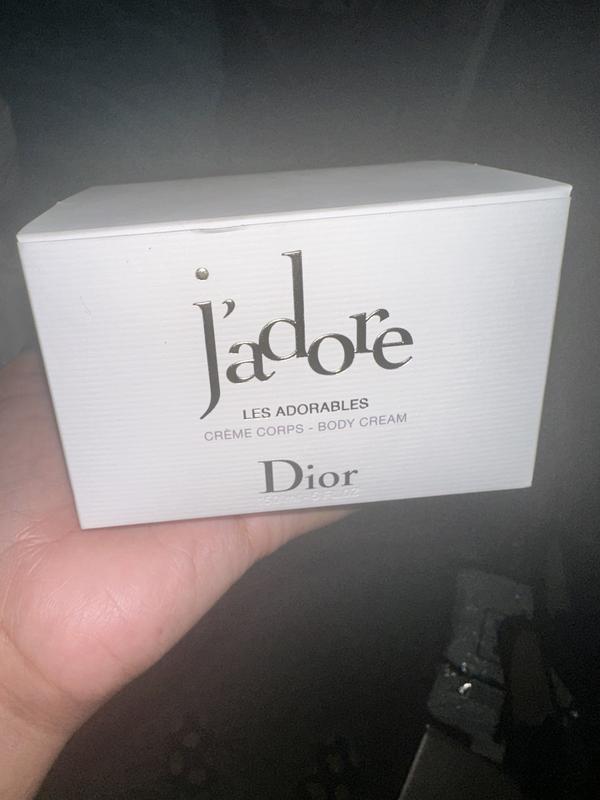 j'adore
LES ADORABLES
CRÈME CORPS - BODY CREAM
Dior